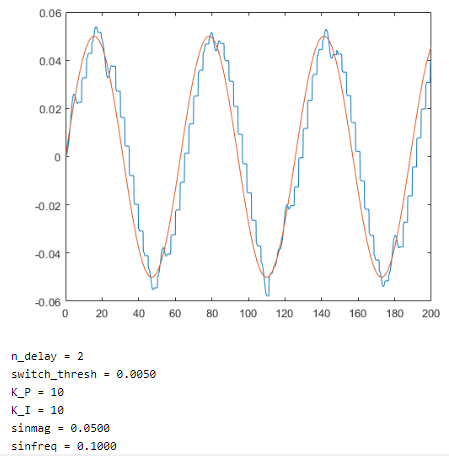 0.06
0.04
0.02
0
-0.02
-0.04
-0.06
0 20 40 60 80 100 120 140 160 180 200
n_delay = 2
switch_thresh = 0.0050
K_P = 10
K_I = 10
sinmag = 0.0500
sinfreq = 0.1000